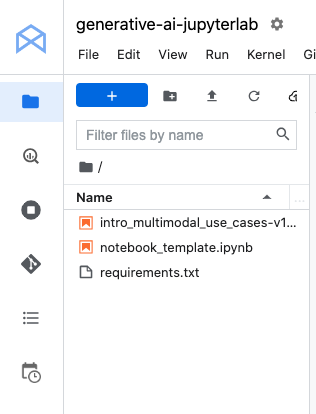 generative-ai-jupyterlab
File Edit View Run Kernel Gi
Filter files by name
/
Name
intro_multimodal_use_cases-v1...
notebook_template.ipynb
requirements.txt